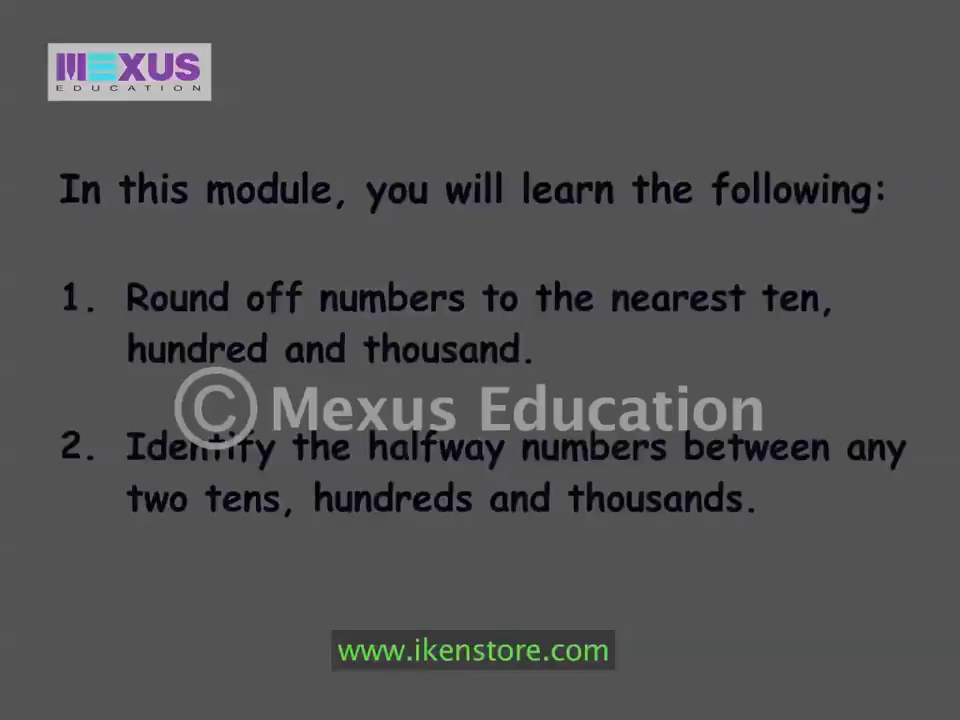 MEXUS
EDUCATION
In this module, you will learn the following:
1. Round off numbers to the nearest ten,
hundred and thousand.
© Mexus Education
2. Identify the halfway numbers between any
two tens, hundreds and thousands.
www.ikenstore.com